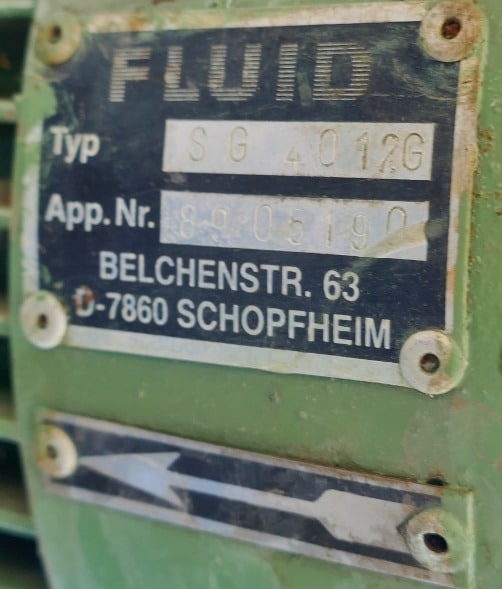 FLUID
Typ SG 4012G
App.Nr. 8905190
BELCHENSTR. 63
D-7860 SCHOPFHEIM